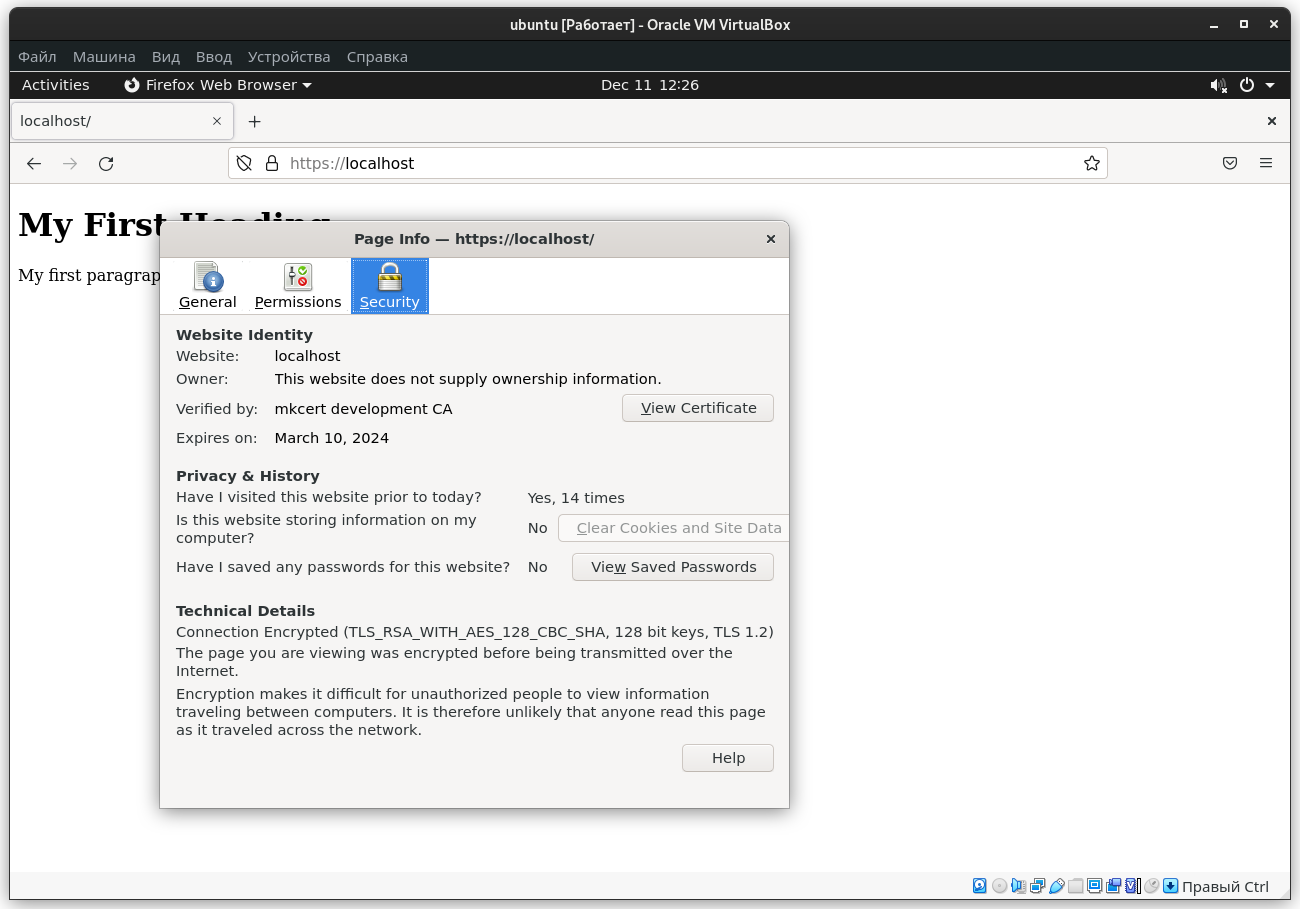 ubuntu [Работает] - Oracle VM VirtualBox
Файл Машина Вид Ввод Устройства Справка
Activities Firefox Web Browser Dec 11 12:26
localhost/
https://localhost
My First Heading
My first paragrap
Page Info — https://localhost/
General Permissions Security
Website Identity
Website: localhost
Owner: This website does not supply ownership information.
Verified by: mkcert development CA View Certificate
Expires on: March 10, 2024
Privacy & History
Have I visited this website prior to today? Yes, 14 times
Is this website storing information on my
computer? No Clear Cookies and Site Data
Have I saved any passwords for this website? No View Saved Passwords
Technical Details
Connection Encrypted (TLS_RSA_WITH_AES_128_CBC_SHA, 128 bit keys, TLS 1.2)
The page you are viewing was encrypted before being transmitted over the
Internet.
Encryption makes it difficult for unauthorized people to view information
traveling between computers. It is therefore unlikely that anyone read this page
as it traveled across the network.
Help
Правый Ctrl